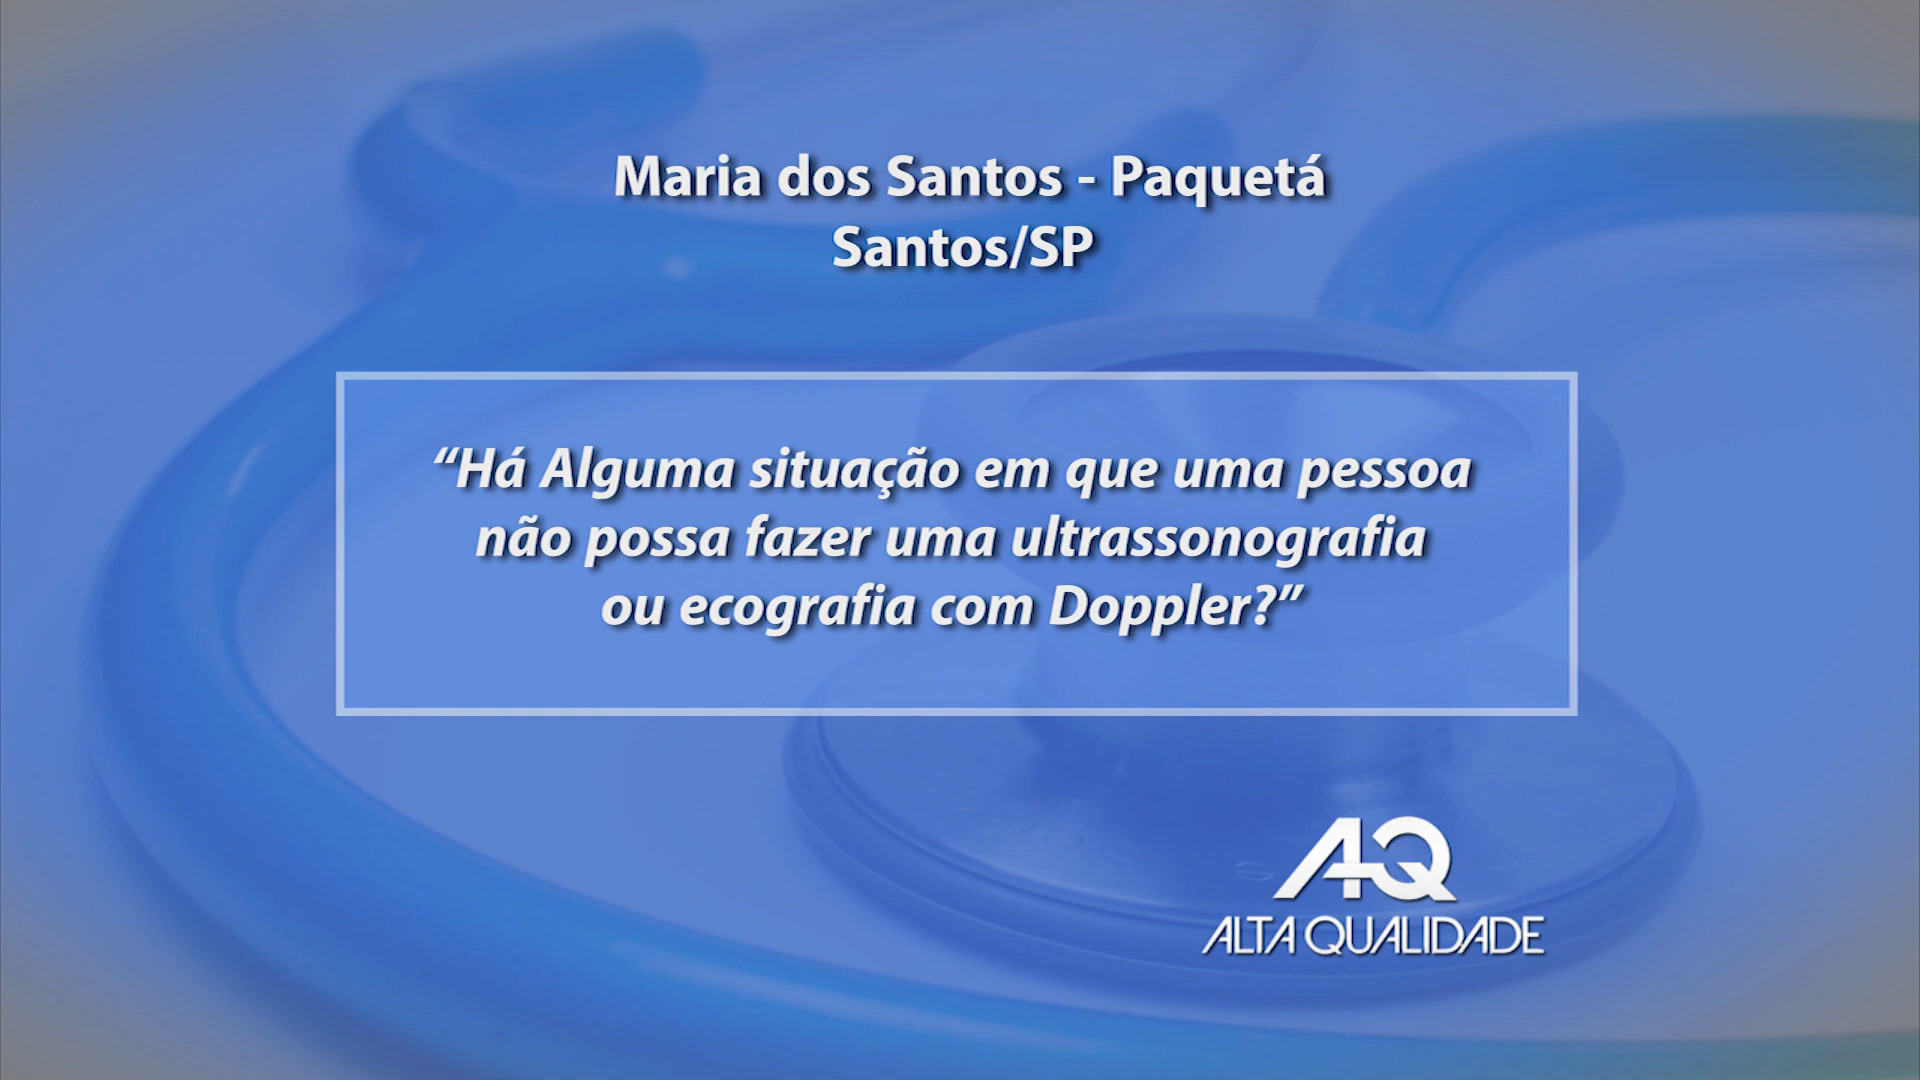 Maria dos Santos - Paquetá
Santos/SP
“Há Alguma situação em que uma pessoa
não possa fazer uma ultrassonografia
ou ecografia com Doppler?”
AQ
ALTA QUALIDADE